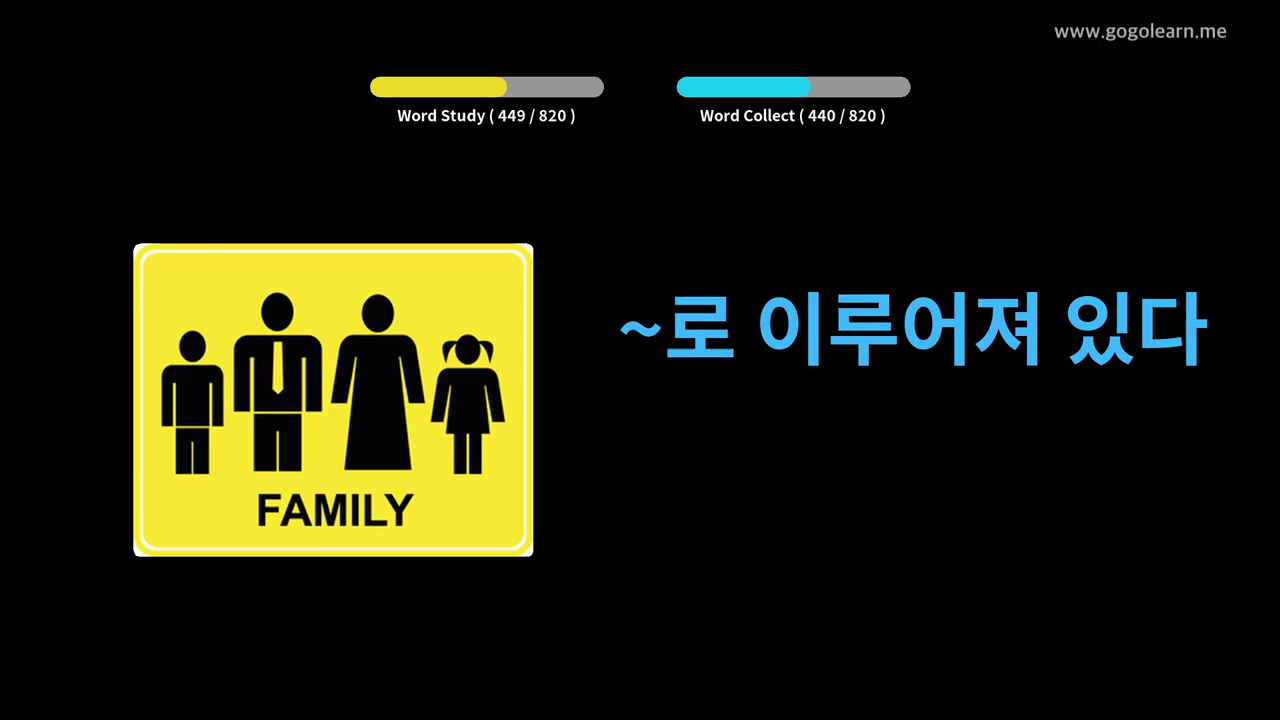 www.gogolearn.me
Word Study ( 449 / 820 )
Word Collect ( 440 / 820 )
~로 이루어져 있다
FAMILY